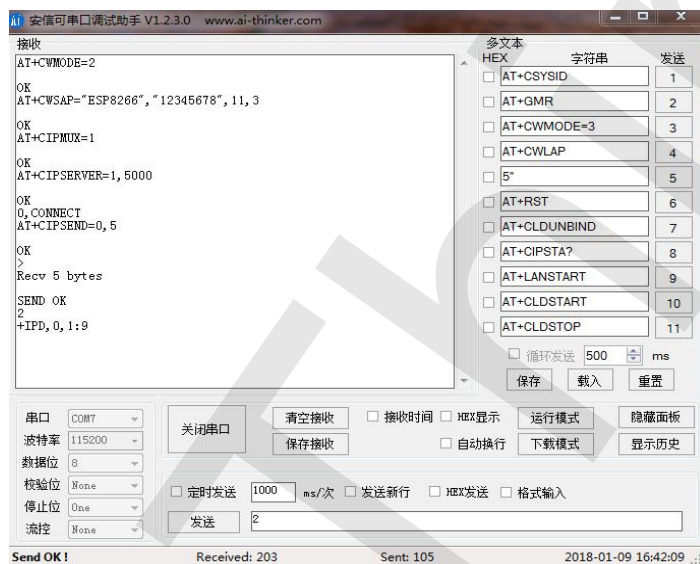 安信可串口调试助手 V1.2.3.0 www.ai-thinker.com
接收
AT+CWMODE=2
OK
AT+CWSAP="ESP8266","12345678",11,3
OK
AT+CIPMUX=1
OK
AT+CIPSERVER=1,5000
OK
0,CONNECT
AT+CIPSEND=0,5
OK
>
Recv 5 bytes
SEND OK
2
+IPD,0,1:9
多文本
HEX 字符串 发送
AT+CSYSID 1
AT+GMR 2
AT+CWMODE=3 3
AT+CWLAP 4
5" 5
AT+RST 6
AT+CLDUNBIND 7
AT+CIPSTA? 8
AT+LANSTART 9
AT+CLDSTART 10
AT+CLDSTOP 11
循环发送 500 ms
保存 载入 重置
串口 COM7
波特率 115200
数据位 8
校验位 None
停止位 One
流控 None
关闭串口
清空接收 接收时间 HEX显示 运行模式 隐藏面板
保存接收 自动换行 下载模式 显示历史
定时发送 1000 ms/次 发送新行 HEX发送 格式输入
发送 2
Send OK! Received: 203 Sent: 105 2018-01-09 16:42:09